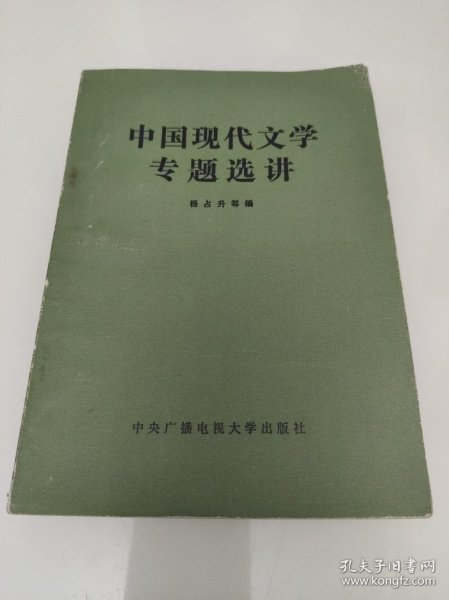 中国现代文学
专题选讲
杨占升等编
中央广播电视大学出版社
孔夫子旧书网
www.kongfz.com